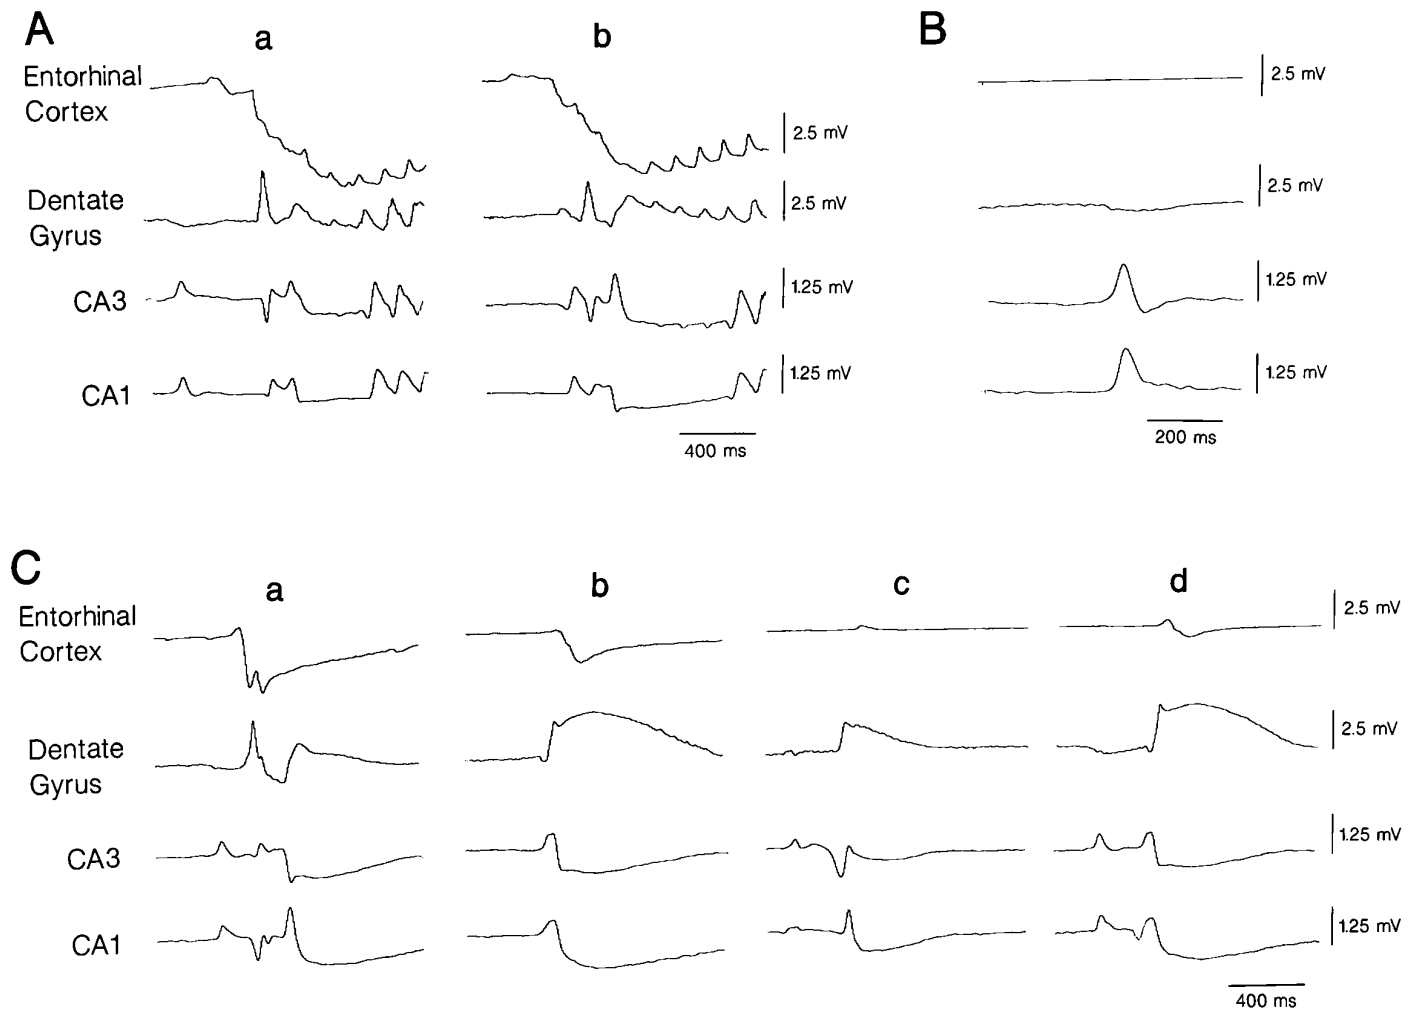 A
a
b
Entorhinal
Cortex
2.5 mV
Dentate
Gyrus
2.5 mV
CA3
1.25 mV
CA1
1.25 mV
400 ms
B
2.5 mV
2.5 mV
1.25 mV
1.25 mV
200 ms
C
a
b
c
d
Entorhinal
Cortex
2.5 mV
Dentate
Gyrus
2.5 mV
CA3
1.25 mV
CA1
1.25 mV
400 ms